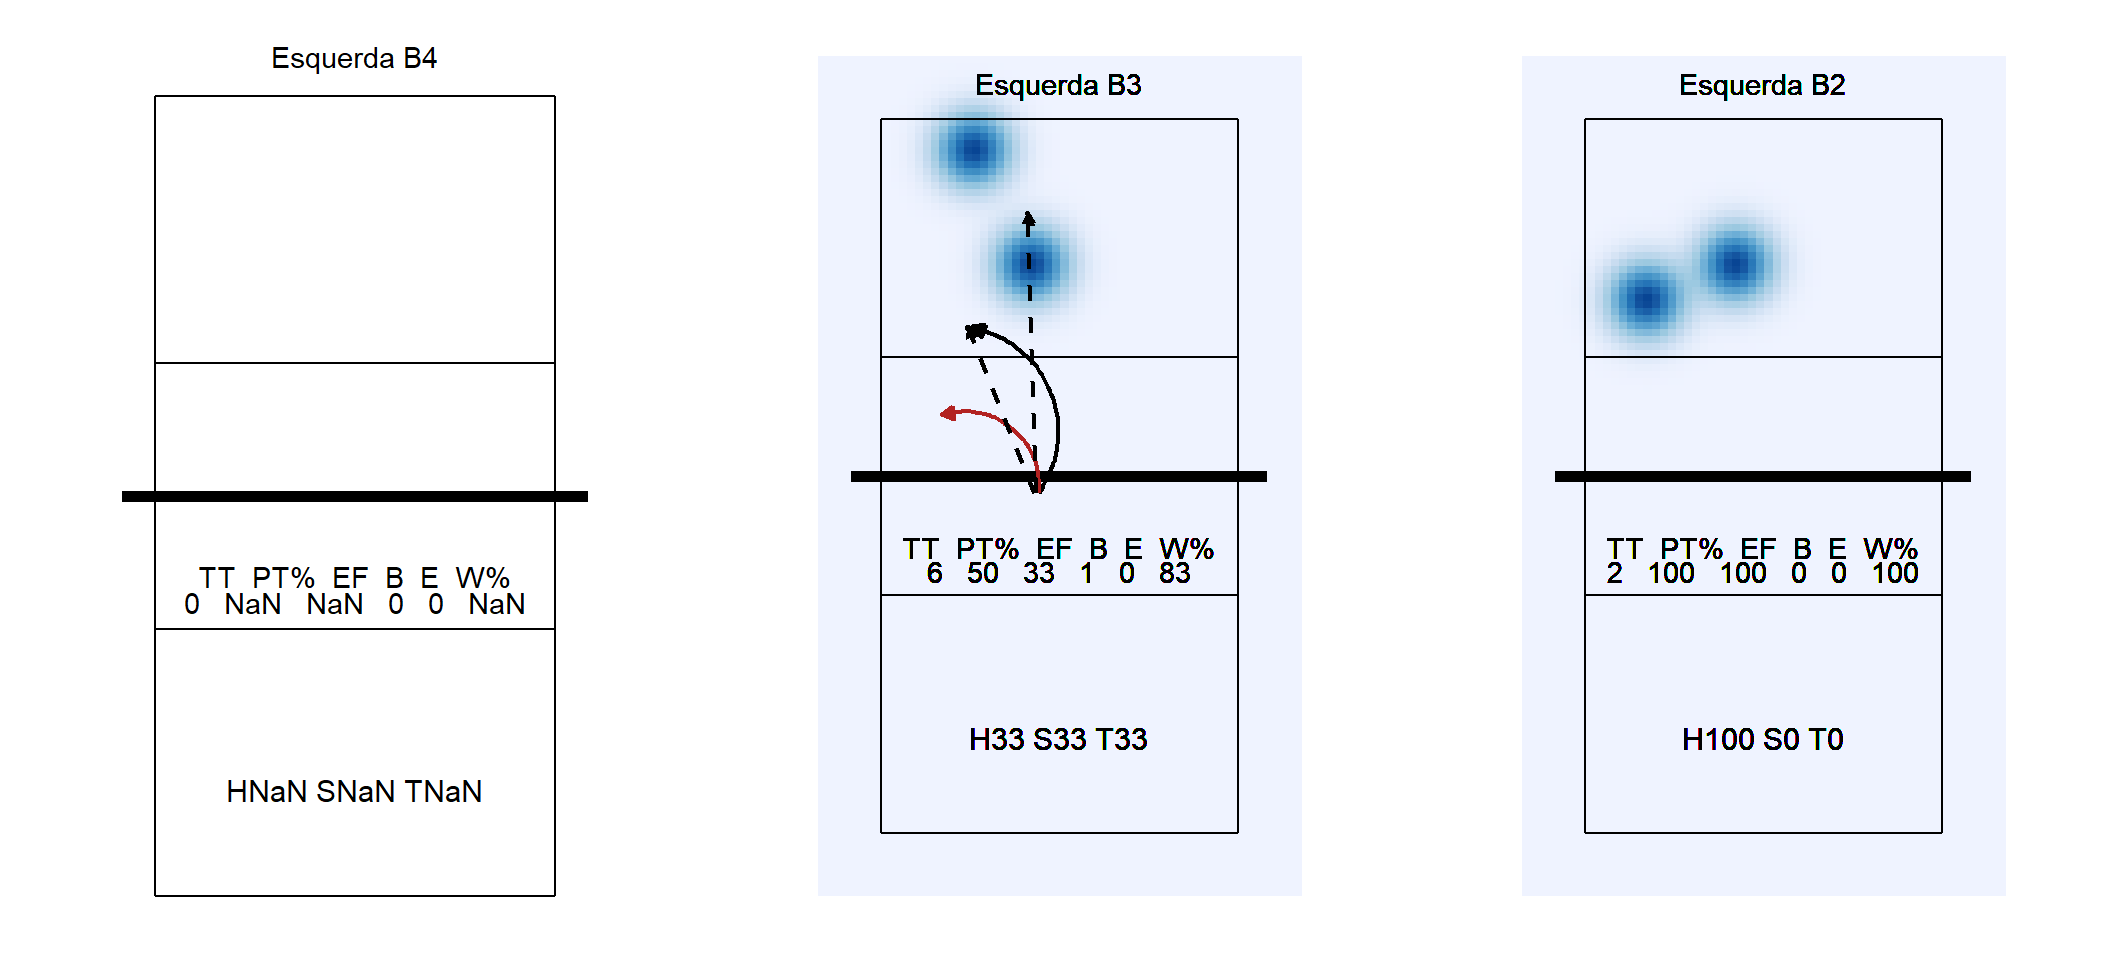 Esquerda B4
TT PT% EF B E W%
0 NaN NaN 0 0 NaN
HNaN SNaN TNaN
Esquerda B3
TT PT% EF B E W%
6 50 33 1 0 83
H33 S33 T33
Esquerda B2
TT PT% EF B E W%
2 100 100 0 0 100
H100 S0 T0